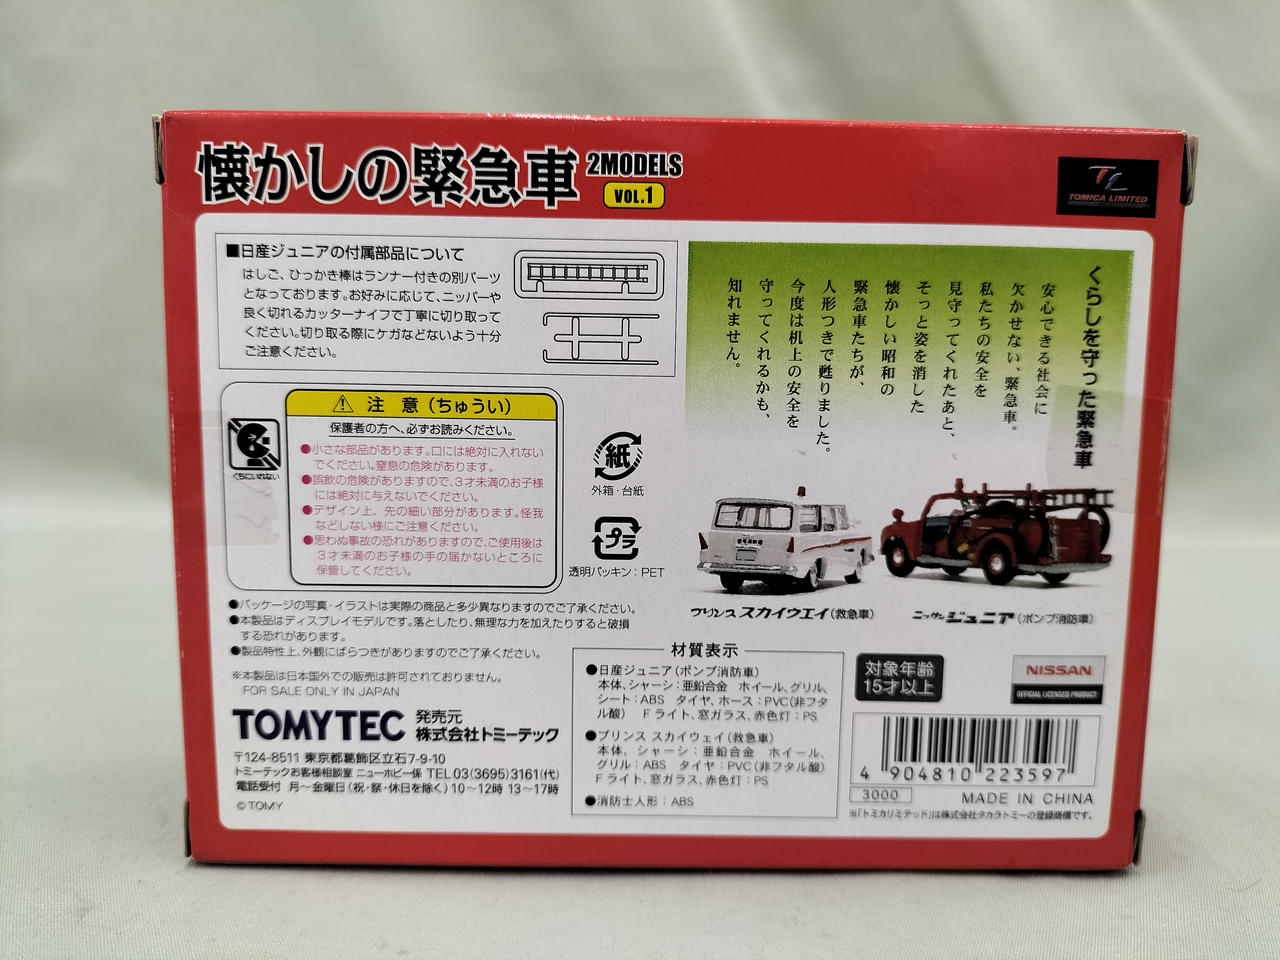 懐かしの緊急車
2MODELS
VOL.1
TL
TOMICA LIMITED
■日産ジュニアの付属部品について
はしご、ひっかき棒はランナー付きの別パーツ
となっております。お好みに応じて、ニッパーや
良く切れるカッターナイフで丁寧に切り取って
ください。切り取る際にケガなどないよう十分
ご注意ください。
くらしを守った緊急車
安心できる社会に
欠かせない、緊急車。
私たちの安全を
見守ってくれたあと、
そっと姿を消した
懐かしい昭和の
緊急車たちが、
人形つきで甦りました。
今度は机上の安全を
守ってくれるかも、
知れません。
注 意(ちゅうい)
保護者の方へ、必ずお読みください。
●小さな部品があります。口には絶対に入れない
でください。窒息の危険があります。
●誤飲の危険がありますので、3才未満のお子様
には絶対に与えないでください。
●デザイン上、先の細い部分があります。怪我
などしない様にご注意ください。
●思わぬ事故の恐れがありますので、ご使用後は
3才未満のお子様の手の届かないところに
保管してください。
くちにいれない
紙
外箱・台紙
プラ
透明パッキン:PET
プリンス スカイウエイ(救急車)
ニッサン ジュニア(ポンプ消防車)
●パッケージの写真・イラストは実際の商品と多少異なりますのでご了承ください。
●本製品はディスプレイモデルです。落としたり、無理な力を加えたりすると破損
する恐れがあります。
●製品特性上、外観にばらつきがありますのでご了承ください。
※本製品は日本国外での販売は許可されておりません。
FOR SALE ONLY IN JAPAN
TOMYTEC 発売元
株式会社トミーテック
〒124-8511 東京都葛飾区立石7-9-10
トミーテックお客様相談室 ニューホビー係 TEL 03(3695)3161(代)
電話受付 月~金曜日(祝・祭・休日を除く)10~12時 13~17時
©TOMY
材質表示
●日産ジュニア(ポンプ消防車)
本体、シャーシ:亜鉛合金 ホイール、グリル、
シート:ABS タイヤ、ホース:PVC(非フタ
ル酸) Fライト、窓ガラス、赤色灯:PS
●プリンス スカイウェイ(救急車)
本体、シャーシ:亜鉛合金 ホイール、
グリル:ABS タイヤ:PVC(非フタル酸)
Fライト、窓ガラス、赤色灯:PS
●消防士人形:ABS
対象年齢
15才以上
NISSAN
OFFICIAL LICENSED PRODUCT
4 904810 223597
3000
MADE IN CHINA
※「トミカリミテッド」は株式会社タカラトミーの登録商標です。